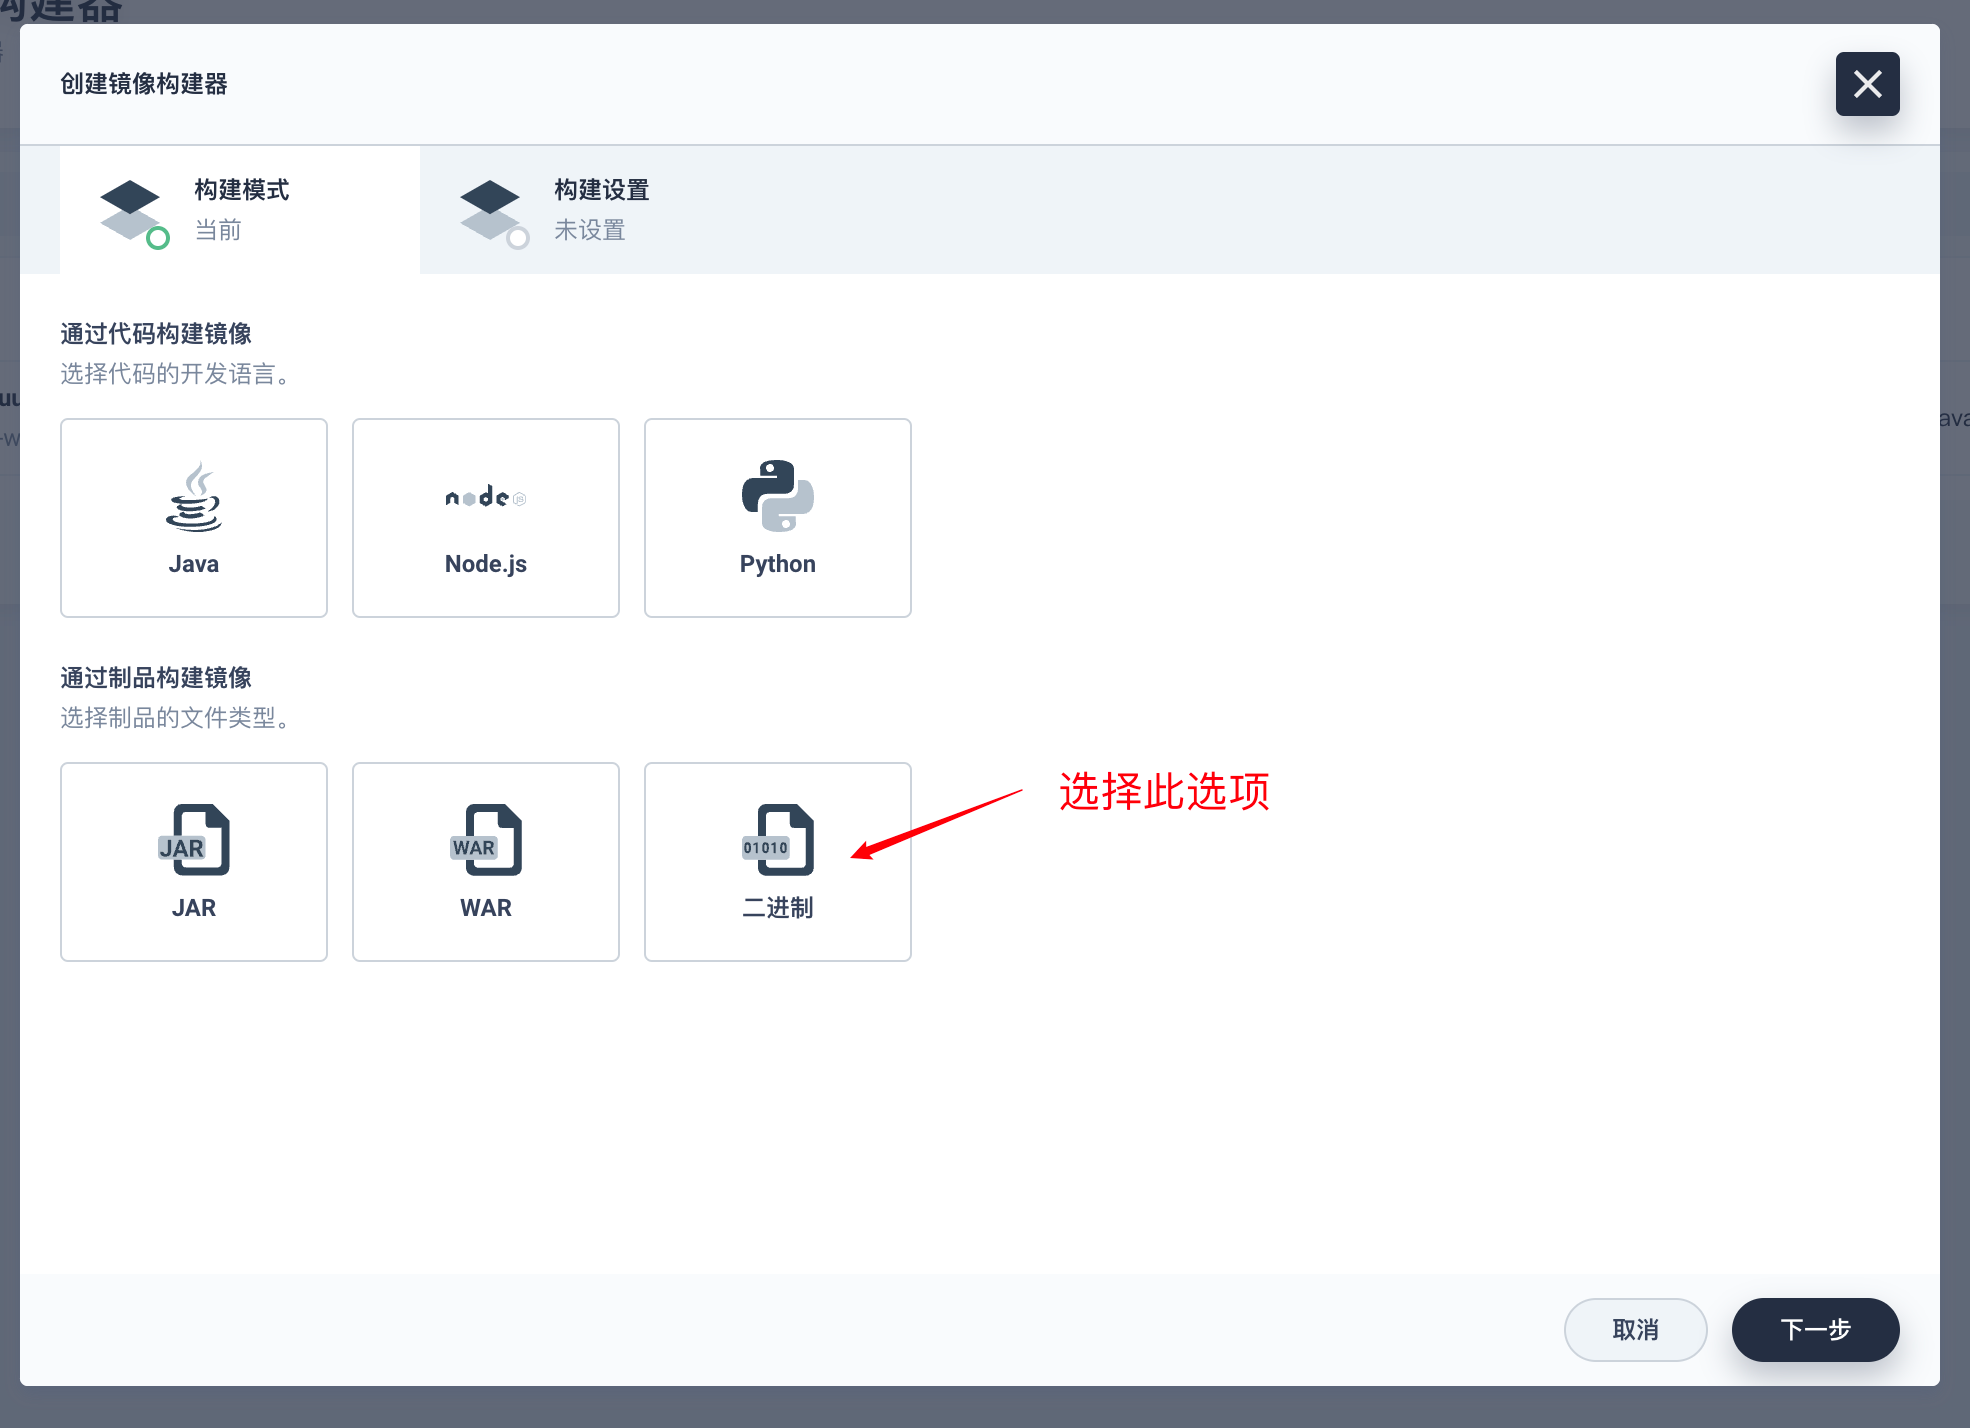 构建器
创建镜像构建器
构建模式
当前
构建设置
未设置
通过代码构建镜像
选择代码的开发语言。
node JS
Java
Node.js
Python
通过制品构建镜像
选择制品的文件类型。
选择此选项
JAR
WAR
01010
JAR
WAR
二进制
取消
下一步